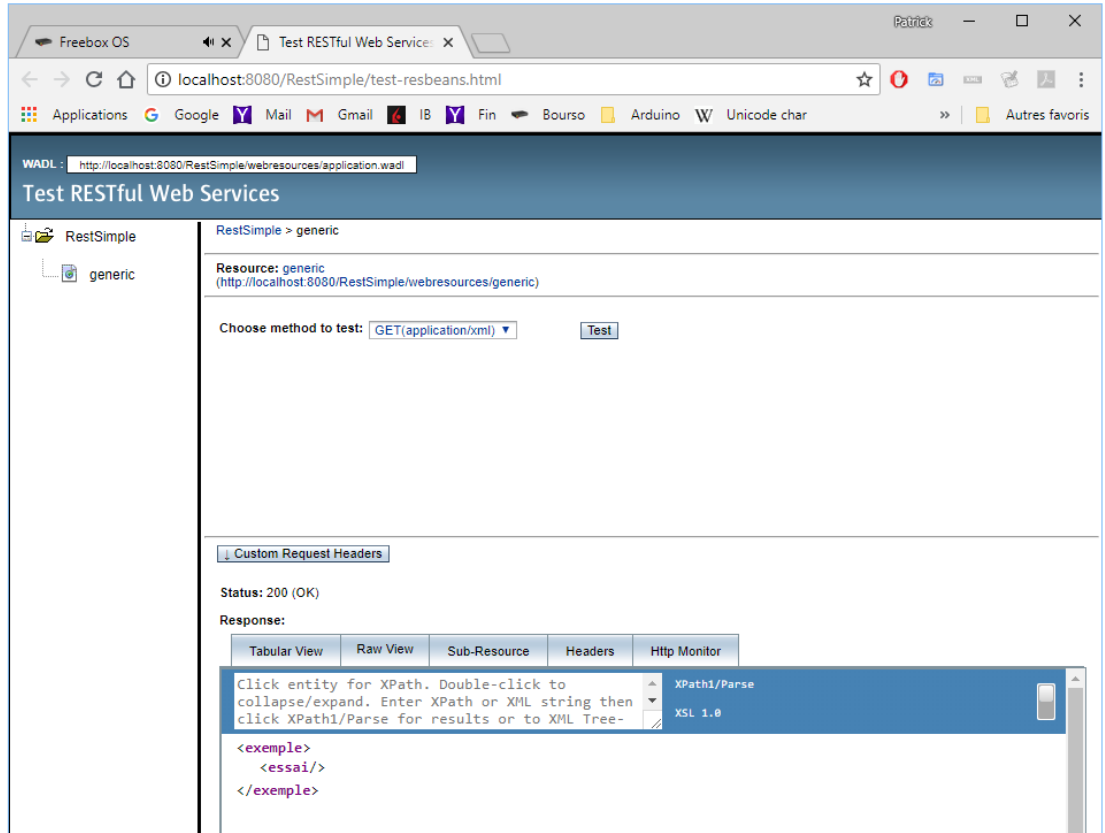 Patrick
Freebox OS
Test RESTful Web Services
localhost:8080/RestSimple/test-resbeans.html
Applications G Google Y Mail M Gmail IB Y Fin Bourso Arduino W Unicode char » Autres favoris
WADL : http://localhost:8080/RestSimple/webresources/application.wadl
Test RESTful Web Services
RestSimple
generic
RestSimple > generic
Resource: generic
(http://localhost:8080/RestSimple/webresources/generic)
Choose method to test: GET(application/xml) Test
↓ Custom Request Headers
Status: 200 (OK)
Response:
Tabular View Raw View Sub-Resource Headers Http Monitor
Click entity for XPath. Double-click to
collapse/expand. Enter XPath or XML string then
click XPath1/Parse for results or to XML Tree-
XPath1/Parse
XSL 1.0
<exemple>
<essai/>
</exemple>